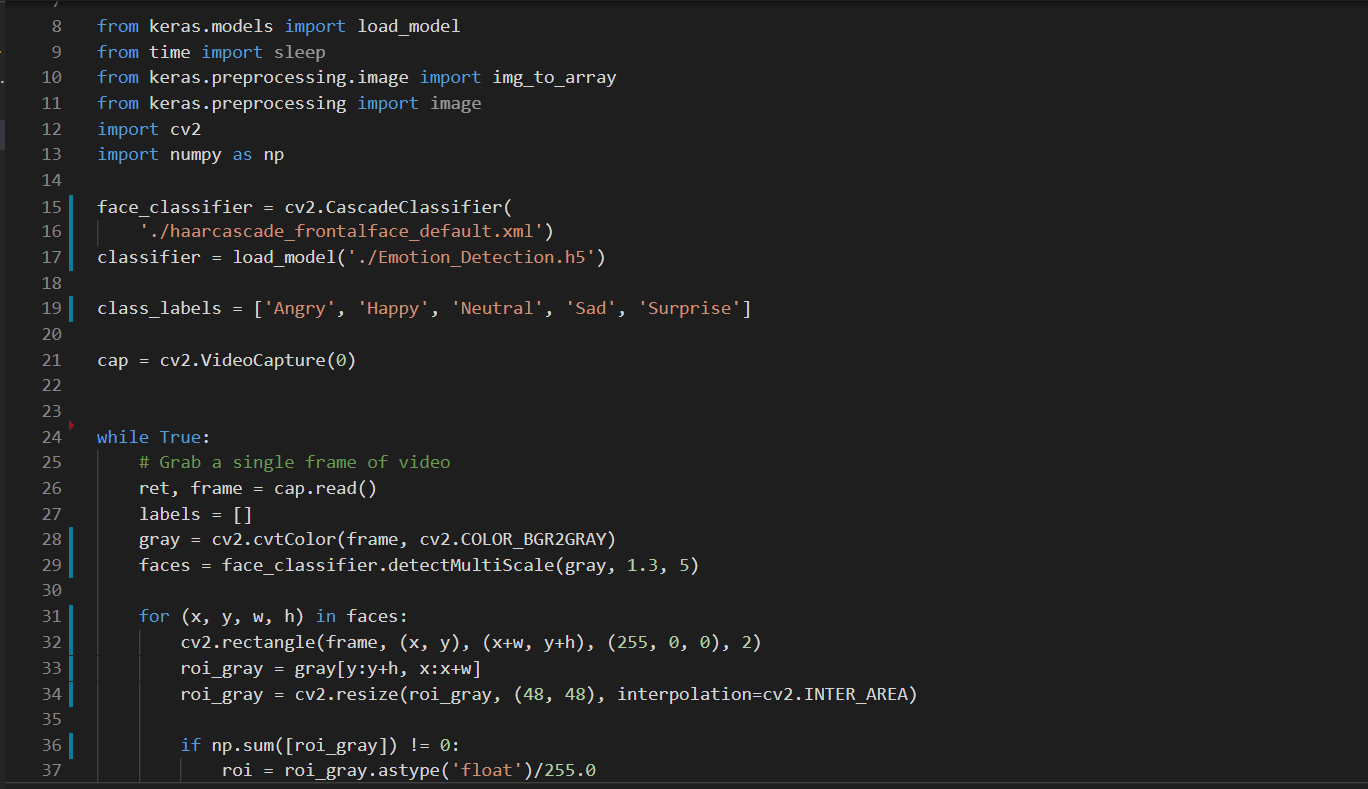 8 from keras.models import load_model
9 from time import sleep
10 from keras.preprocessing.image import img_to_array
11 from keras.preprocessing import image
12 import cv2
13 import numpy as np
14
15 face_classifier = cv2.CascadeClassifier(
16     './haarcascade_frontalface_default.xml')
17 classifier = load_model('./Emotion_Detection.h5')
18
19 class_labels = ['Angry', 'Happy', 'Neutral', 'Sad', 'Surprise']
20
21 cap = cv2.VideoCapture(0)
22
23
24 while True:
25     # Grab a single frame of video
26     ret, frame = cap.read()
27     labels = []
28     gray = cv2.cvtColor(frame, cv2.COLOR_BGR2GRAY)
29     faces = face_classifier.detectMultiScale(gray, 1.3, 5)
30
31     for (x, y, w, h) in faces:
32         cv2.rectangle(frame, (x, y), (x+w, y+h), (255, 0, 0), 2)
33         roi_gray = gray[y:y+h, x:x+w]
34         roi_gray = cv2.resize(roi_gray, (48, 48), interpolation=cv2.INTER_AREA)
35
36         if np.sum([roi_gray]) != 0:
37             roi = roi_gray.astype('float')/255.0